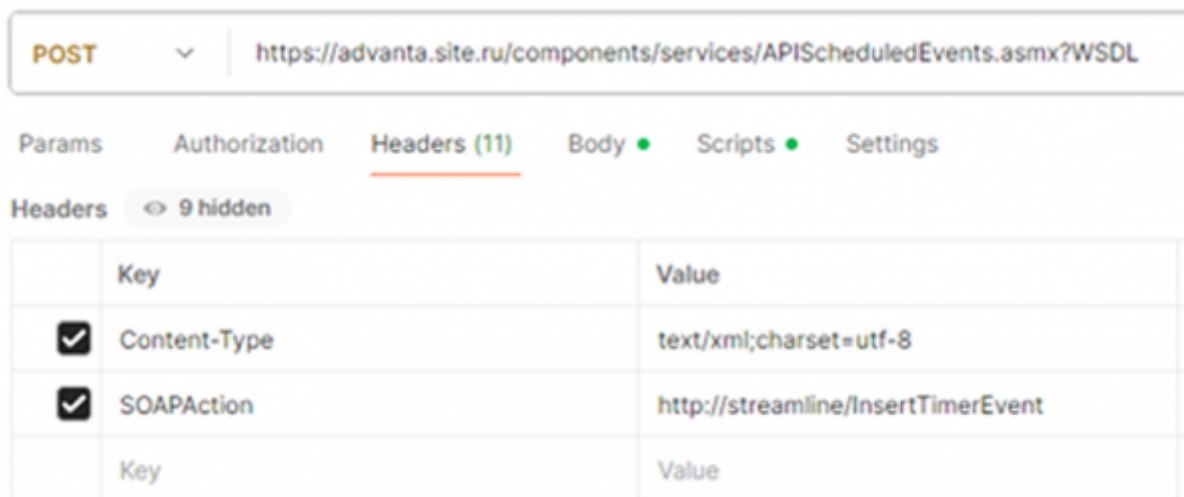 POST https://advanta.site.ru/components/services/APIScheduledEvents.asmx?WSDL
Params Authorization Headers (11) Body Scripts Settings
Headers 9 hidden
Key Value
Content-Type text/xml;charset=utf-8
SOAPAction http://streamline/InsertTimerEvent
Key Value